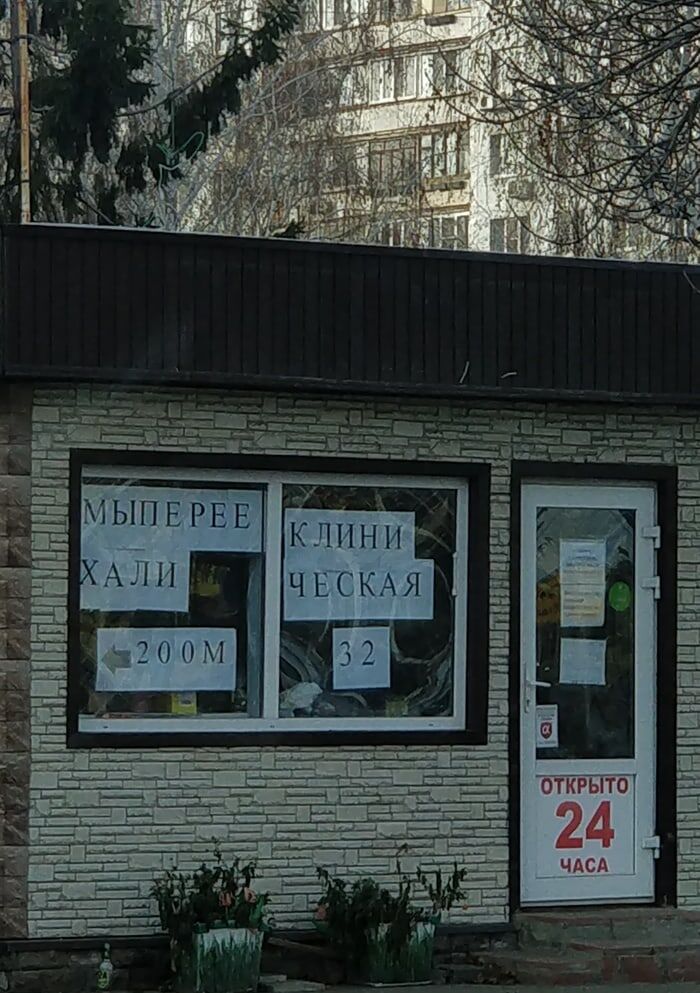 МЫПЕРЕЕ
ХАЛИ
200М
КЛИНИ
ЧЕСКАЯ
32
ОТКРЫТО
24
ЧАСА